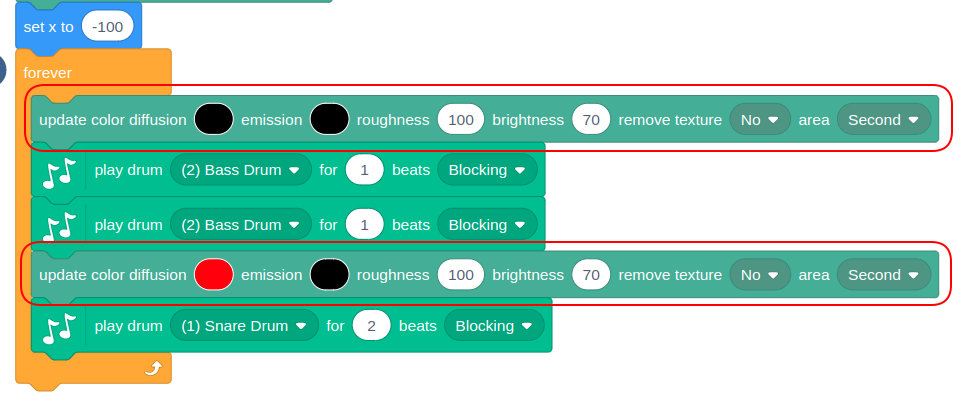 set x to -100
forever
update color diffusion emission roughness 100 brightness 70 remove texture No area Second
play drum (2) Bass Drum for 1 beats Blocking
play drum (2) Bass Drum for 1 beats Blocking
update color diffusion emission roughness 100 brightness 70 remove texture No area Second
play drum (1) Snare Drum for 2 beats Blocking